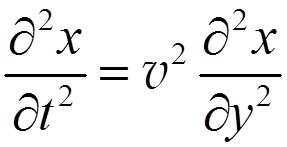 ∂²x/∂t² = v² ∂²x/∂y²